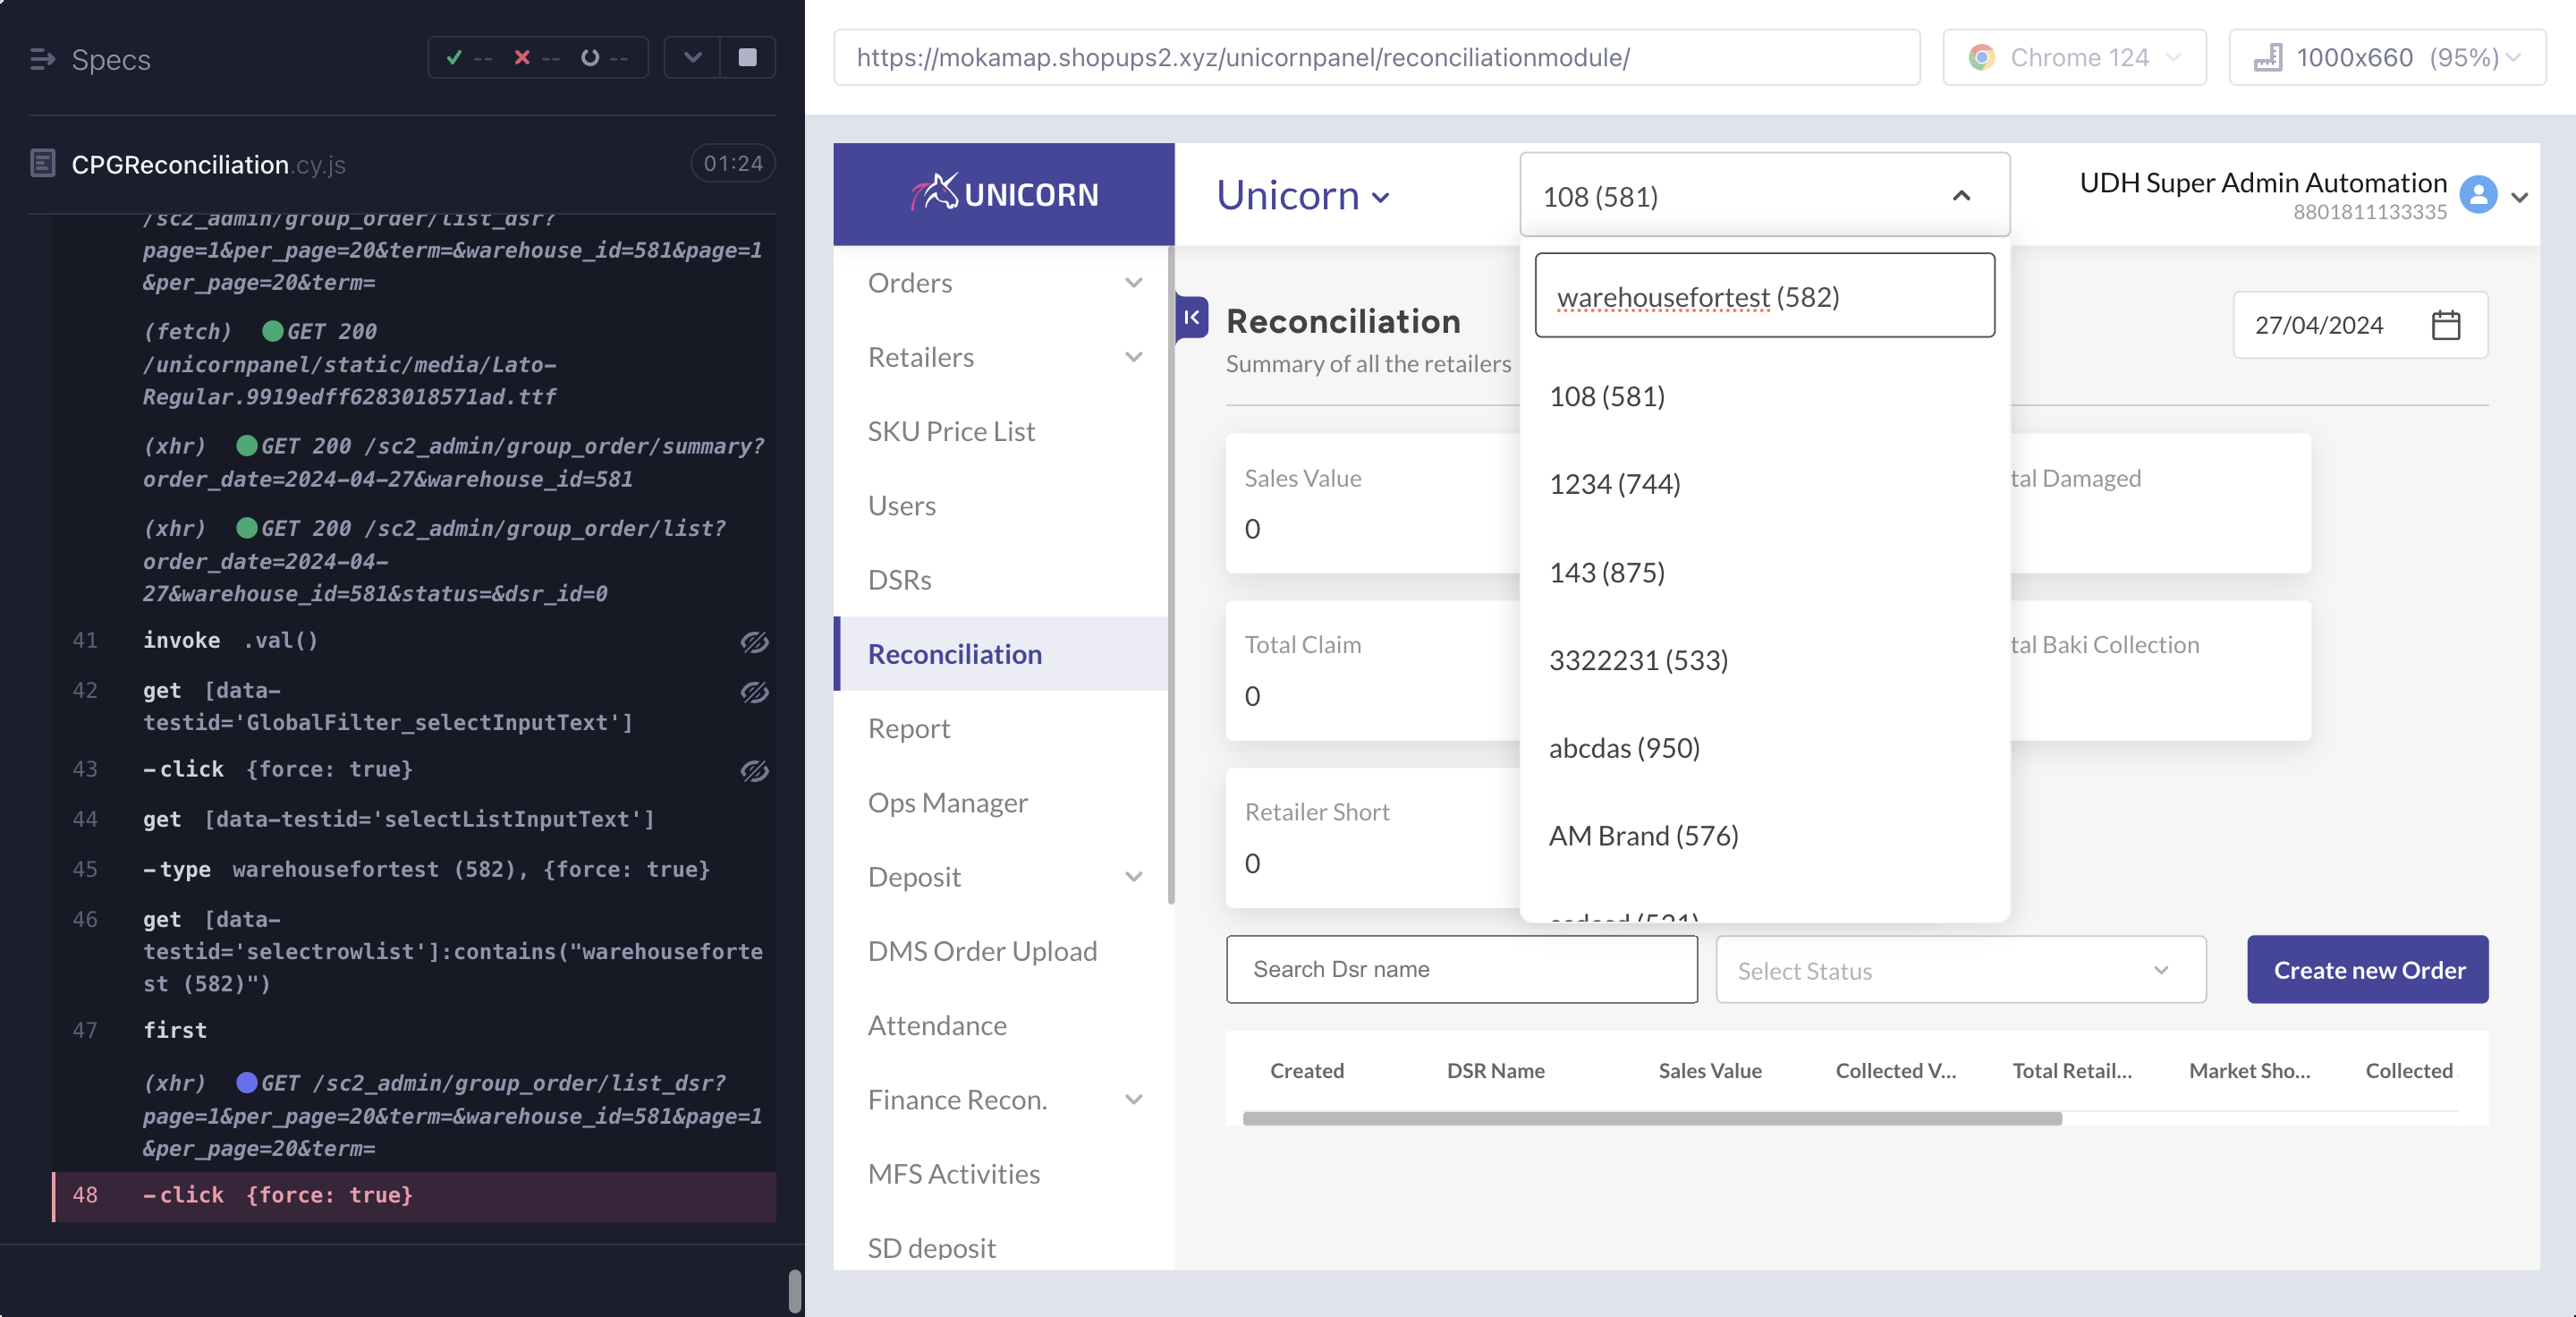 Specs
-- -- --
CPGReconciliation.cy.js
01:24
/sc2_admin/group_order/list_dsr?
page=1&per_page=20&term=&warehouse_id=581&page=1
&per_page=20&term=
(fetch) GET 200
/unicornpanel/static/media/Lato-
Regular.9919edff6283018571ad.ttf
(xhr) GET 200 /sc2_admin/group_order/summary?
order_date=2024-04-27&warehouse_id=581
(xhr) GET 200 /sc2_admin/group_order/list?
order_date=2024-04-
27&warehouse_id=581&status=&dsr_id=0
41 invoke .val()
42 get [data-
testid='GlobalFilter_selectInputText']
43 -click {force: true}
44 get [data-testid='selectListInputText']
45 -type warehousefortest (582), {force: true}
46 get [data-
testid='selectrowlist']:contains("warehouseforte
st (582)")
47 first
(xhr) GET /sc2_admin/group_order/list_dsr?
page=1&per_page=20&term=&warehouse_id=581&page=1
&per_page=20&term=
48 -click {force: true}
https://mokamap.shopups2.xyz/unicornpanel/reconciliationmodule/
Chrome 124
1000x660 (95%)
UNICORN
Unicorn
108 (581)
UDH Super Admin Automation
8801811133335
Orders
Retailers
SKU Price List
Users
DSRs
Reconciliation
Report
Ops Manager
Deposit
DMS Order Upload
Attendance
Finance Recon.
MFS Activities
SD deposit
Reconciliation
Summary of all the retailers
27/04/2024
warehousefortest (582)
108 (581)
1234 (744)
143 (875)
3322231 (533)
abcdas (950)
AM Brand (576)
Sales Value
0
tal Damaged
Total Claim
0
tal Baki Collection
Retailer Short
0
Search Dsr name
Select Status
Create new Order
Created
DSR Name
Sales Value
Collected V...
Total Retail...
Market Sho...
Collected